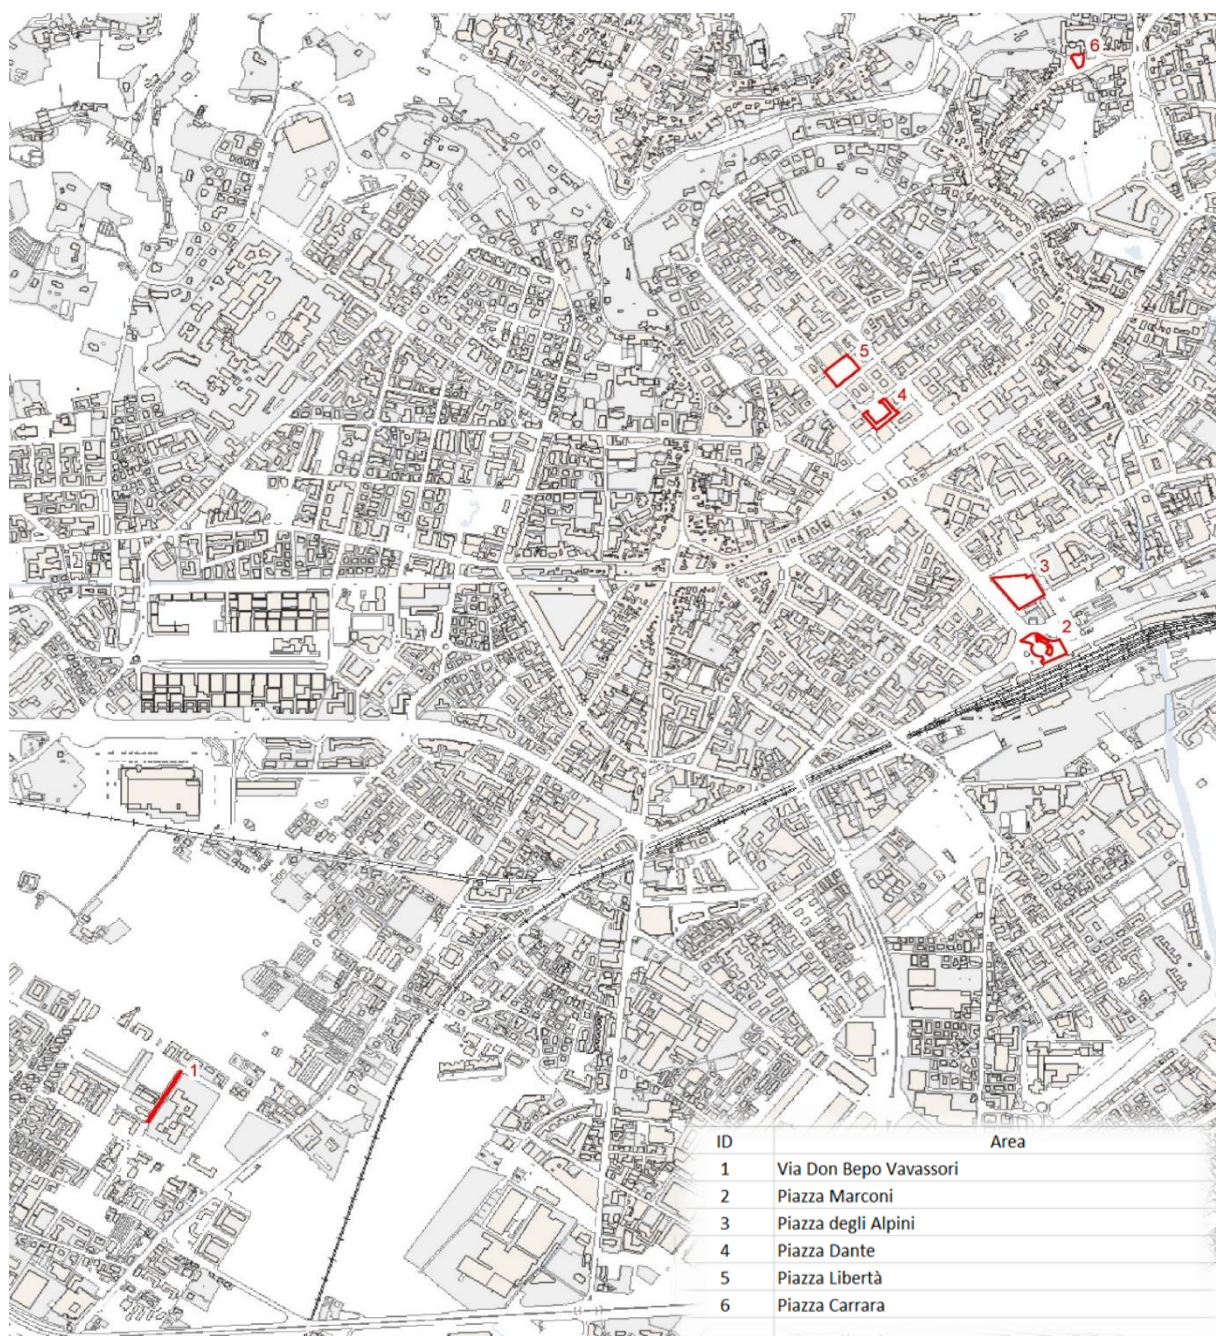 6
5
4
3
2
1
ID Area
1 Via Don Bepo Vavassori
2 Piazza Marconi
3 Piazza degli Alpini
4 Piazza Dante
5 Piazza Libertà
6 Piazza Carrara